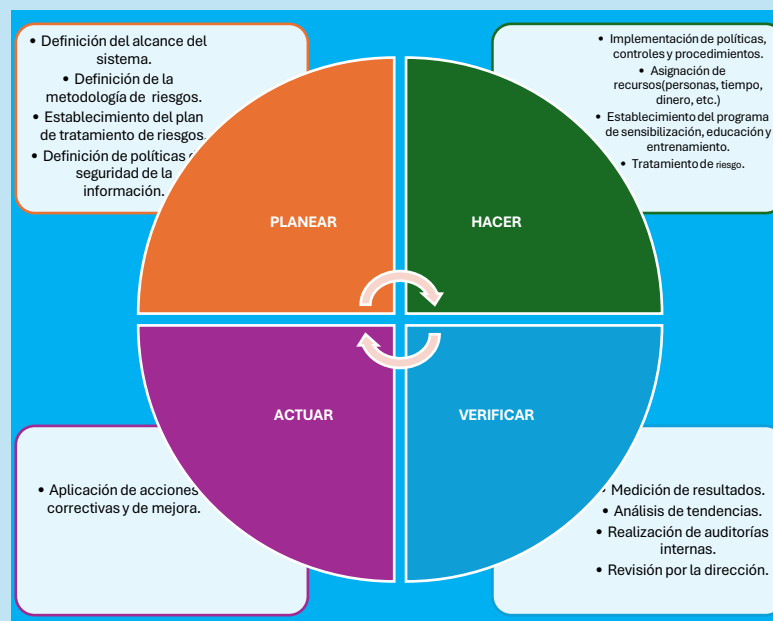 • Definición del alcance del
sistema.
• Definición de la
metodología de riesgos.
• Establecimiento del plan
de tratamiento de riesgos.
• Definición de políticas
seguridad de la
información.
• Implementación de políticas,
controles y procedimientos.
• Asignación de
recursos(personas, tiempo,
dinero, etc.)
• Establecimiento del programa
de sensibilización, educación y
entrenamiento.
• Tratamiento de riesgo.
PLANEAR
HACER
ACTUAR
VERIFICAR
• Aplicación de acciones
correctivas y de mejora.
• Medición de resultados.
• Análisis de tendencias.
• Realización de auditorías
internas.
• Revisión por la dirección.